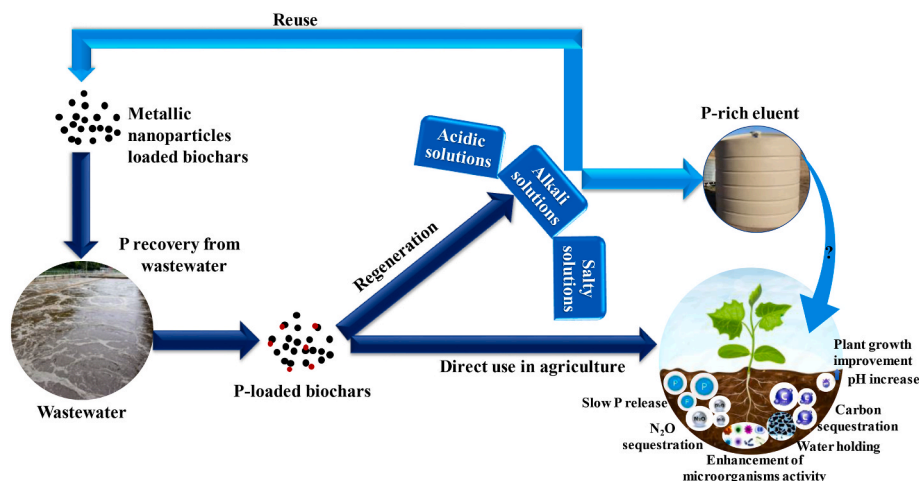 Reuse
Metallic
nanoparticles
loaded biochars
P-rich eluent
Acidic
solutions
Alkali
solutions
Salty
solutions
P recovery from
wastewater
Regeneration
?
Wastewater
P-loaded biochars
Direct use in agriculture
Plant growth
improvement
pH increase
Slow P release
P
P
P
Carbon
sequestration
N₂O
sequestration
Water holding
Enhancement of
microorganisms activity